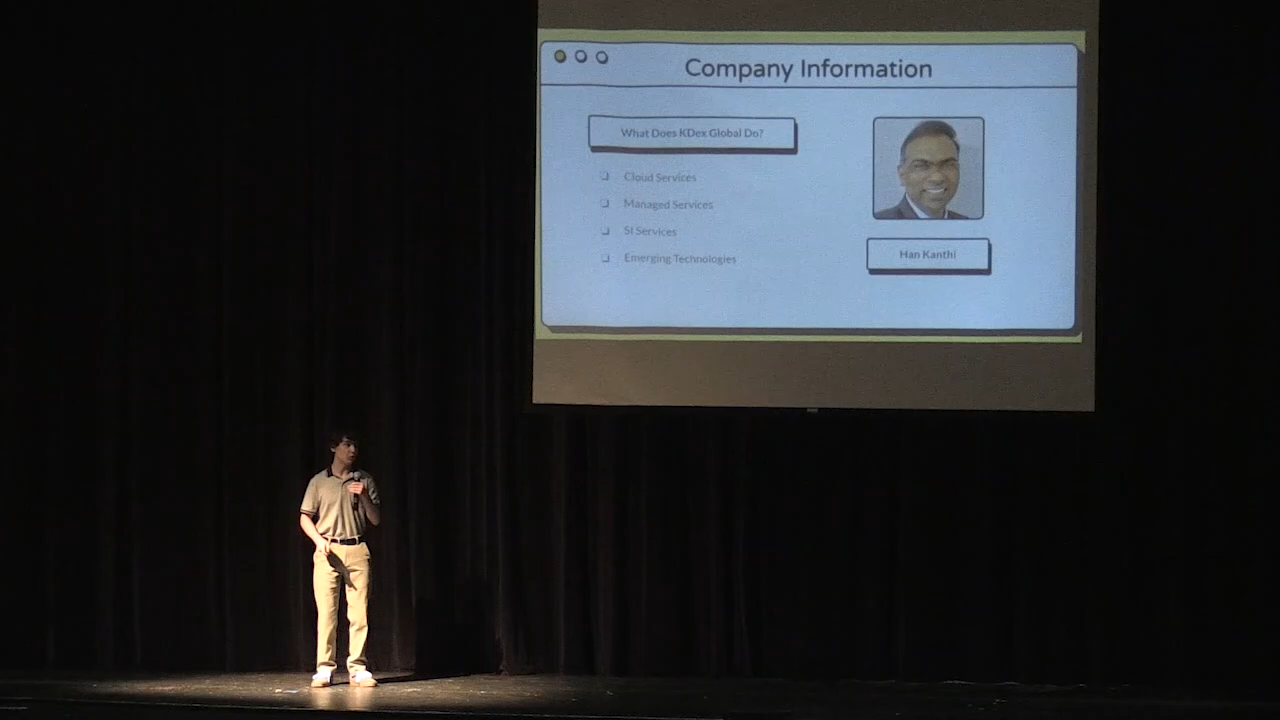 Company Information
What Does KDex Global Do?
Cloud Services
Managed Services
SI Services
Emerging Technologies
Han Kanthi